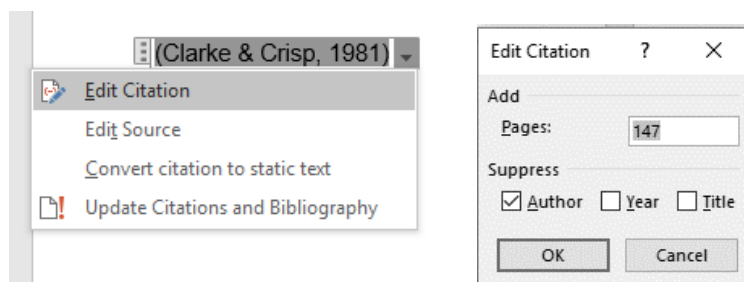 (Clarke & Crisp, 1981)
Edit Citation
Edit Source
Convert citation to static text
Update Citations and Bibliography
Edit Citation ? X
Add
Pages: 147
Suppress
Author Year Title
OK Cancel